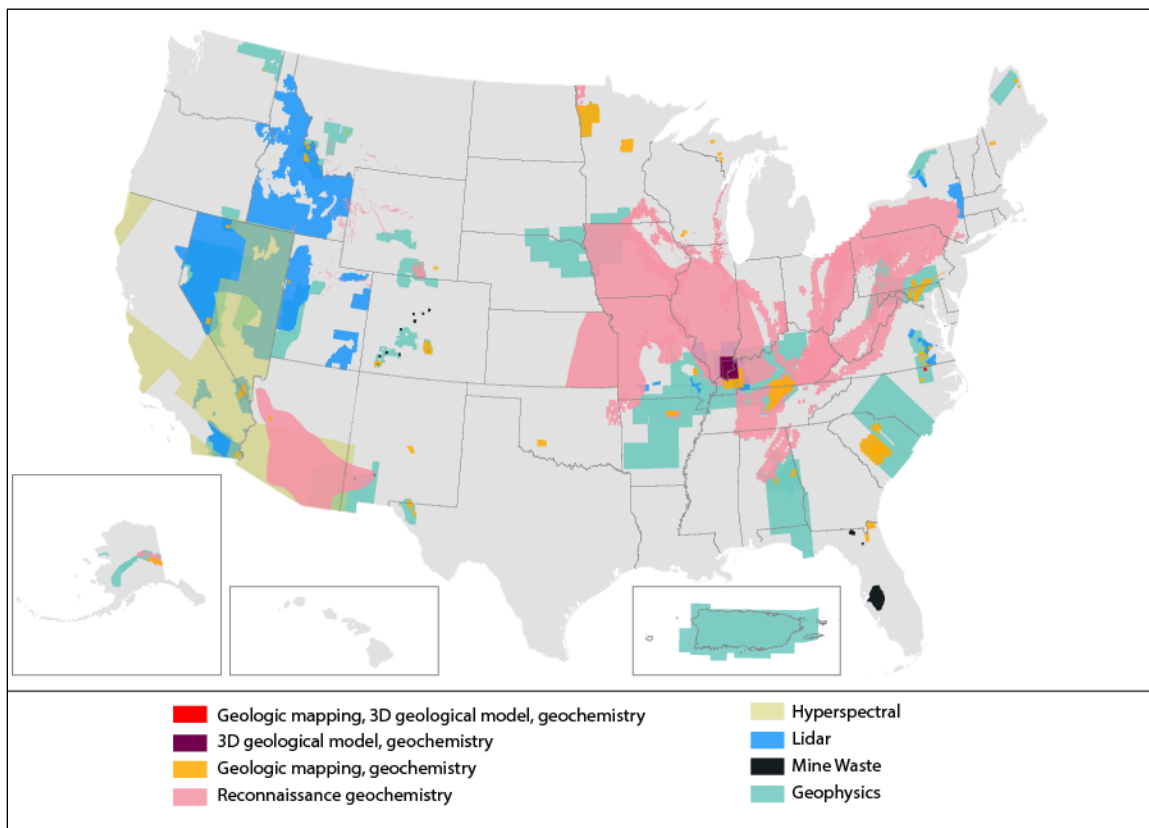 Geologic mapping, 3D geological model, geochemistry
3D geological model, geochemistry
Geologic mapping, geochemistry
Reconnaissance geochemistry
Hyperspectral
Lidar
Mine Waste
Geophysics